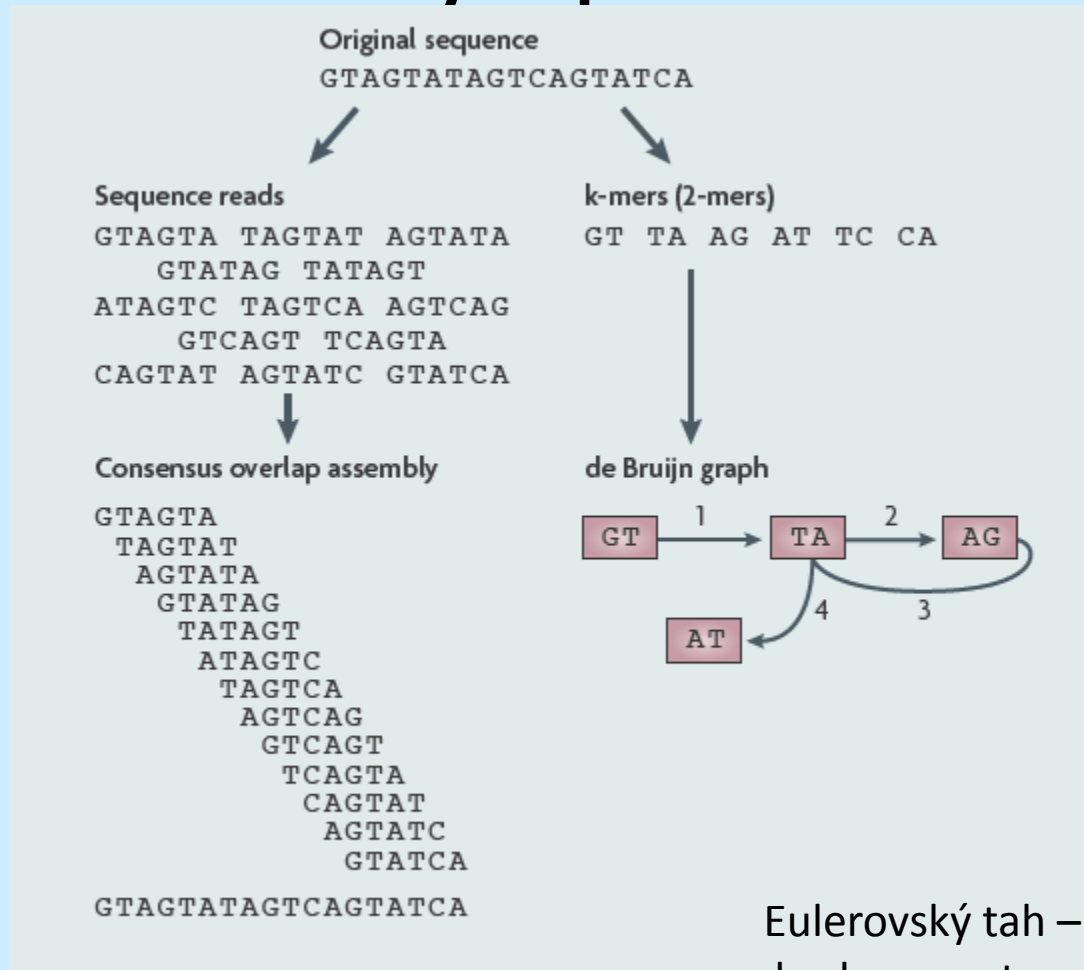 Original sequence
GTAGTATAGTCAGTATCA
Sequence reads
GTAGTA TAGTAT AGTATA
GTATAG TATAGT
ATAGTC TAGTCA AGTCAG
GTCAGT TCAGTA
CAGTAT AGTATC GTATCA
k-mers (2-mers)
GT TA AG AT TC CA
Consensus overlap assembly
GTAGTA
TAGTAT
AGTATA
GTATAG
TATAGT
ATAGTC
TAGTCA
AGTCAG
GTCAGT
TCAGTA
CAGTAT
AGTATC
GTATCA
GTAGTATAGTCAGTATCA
de Bruijn graph
GT 1 TA 2 AG
4 3
AT
Eulerovský tah –